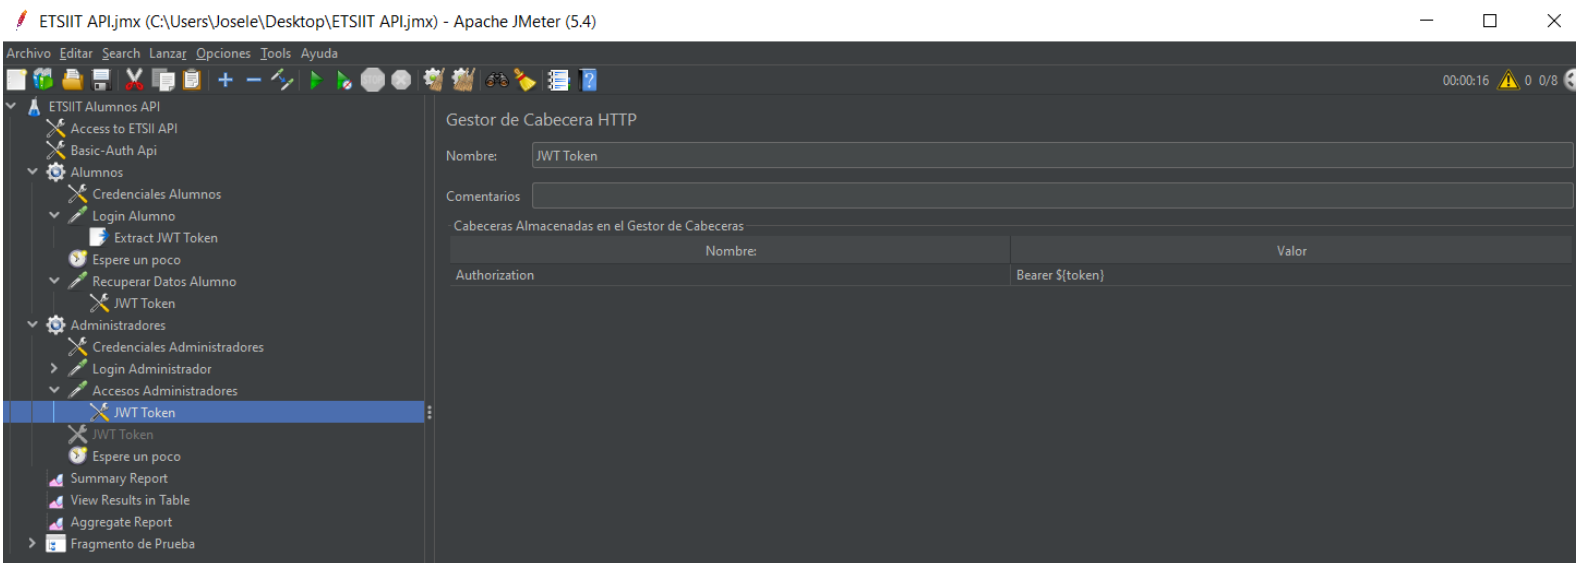 ETSIIT API.jmx (C:\Users\Josele\Desktop\ETSIIT API.jmx) - Apache JMeter (5.4)
Archivo Editar Search Lanzar Opciones Tools Ayuda
STOP
00:00:16 0 0/8
ETSIIT Alumnos API
Access to ETSII API
Basic-Auth Api
Alumnos
Credenciales Alumnos
Login Alumno
Extract JWT Token
Espere un poco
Recuperar Datos Alumno
JWT Token
Administradores
Credenciales Administradores
Login Administrador
Accesos Administradores
JWT Token
JWT Token
Espere un poco
Summary Report
View Results in Table
Aggregate Report
Fragmento de Prueba
Gestor de Cabecera HTTP
Nombre: JWT Token
Comentarios
Cabeceras Almacenadas en el Gestor de Cabeceras
Nombre: Valor
Authorization Bearer ${token}